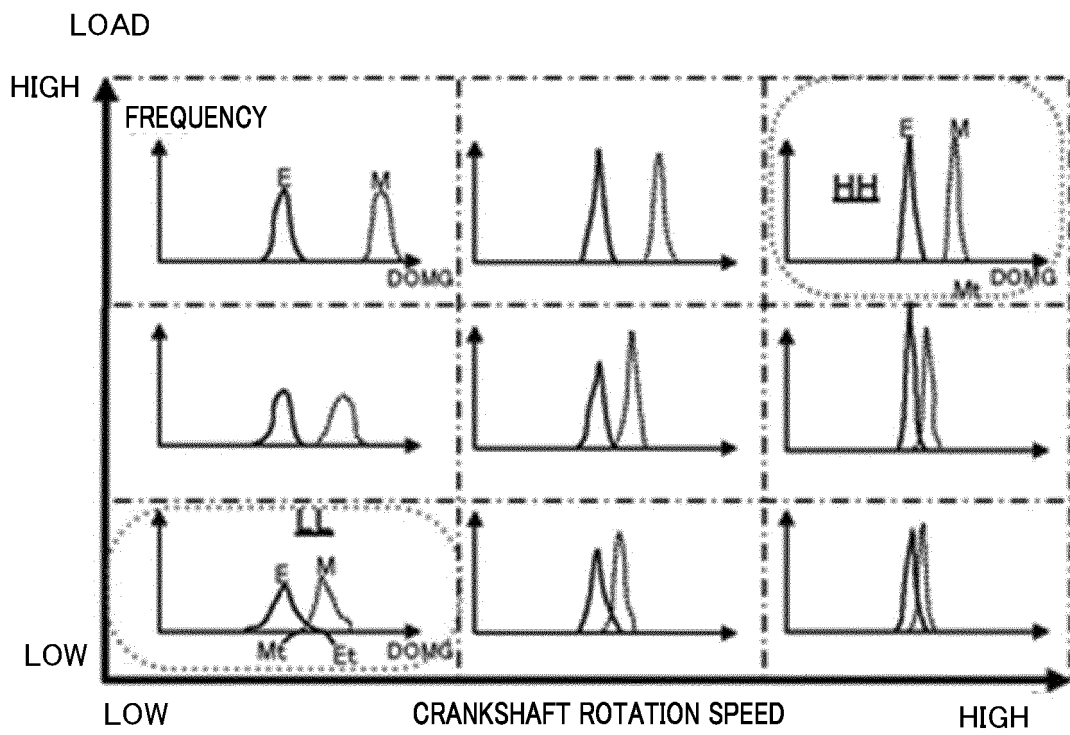 LOAD
HIGH
FREQUENCY
E
M
DOMG
E
M
HH
DOMG
Mt
LL
E
M
Mt
Et
DOMG
LOW
LOW
CRANKSHAFT ROTATION SPEED
HIGH